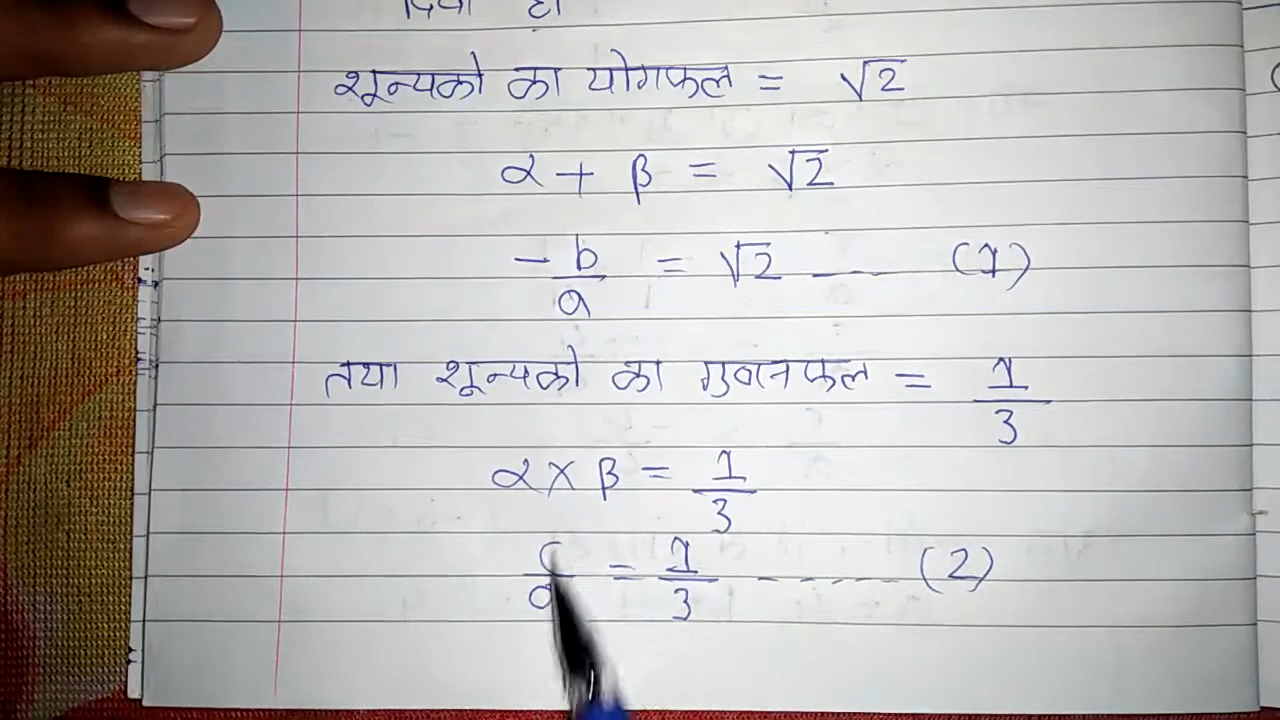 शून्यको का योगफल = √2
α + β = √2
- b/a = √2 —— (1)
तथा शून्यको का गुणनफल = 1/3
α × β = 1/3
c/a = 1/3 ------ (2)